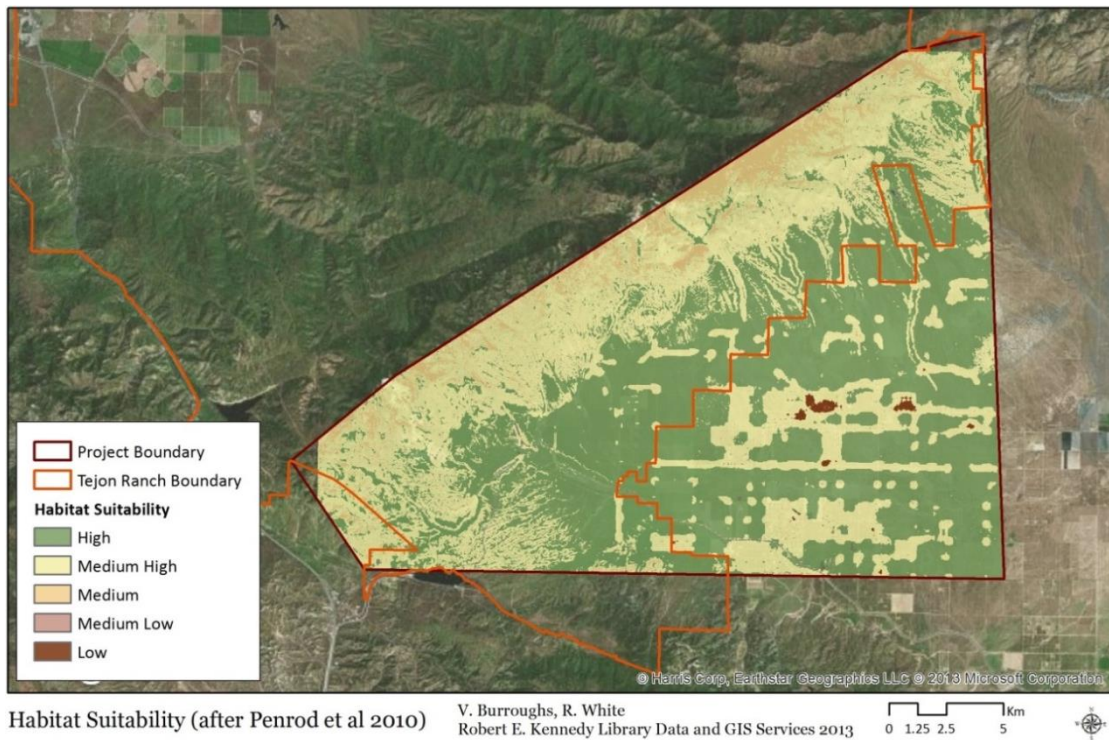 Project Boundary
Tejon Ranch Boundary
Habitat Suitability
High
Medium High
Medium
Medium Low
Low
© Harris Corp, Earthstar Geographics LLC © 2013 Microsoft Corporation
Habitat Suitability (after Penrod et al 2010)
V. Burroughs, R. White
Robert E. Kennedy Library Data and GIS Services 2013
Km
0 1.25 2.5 5